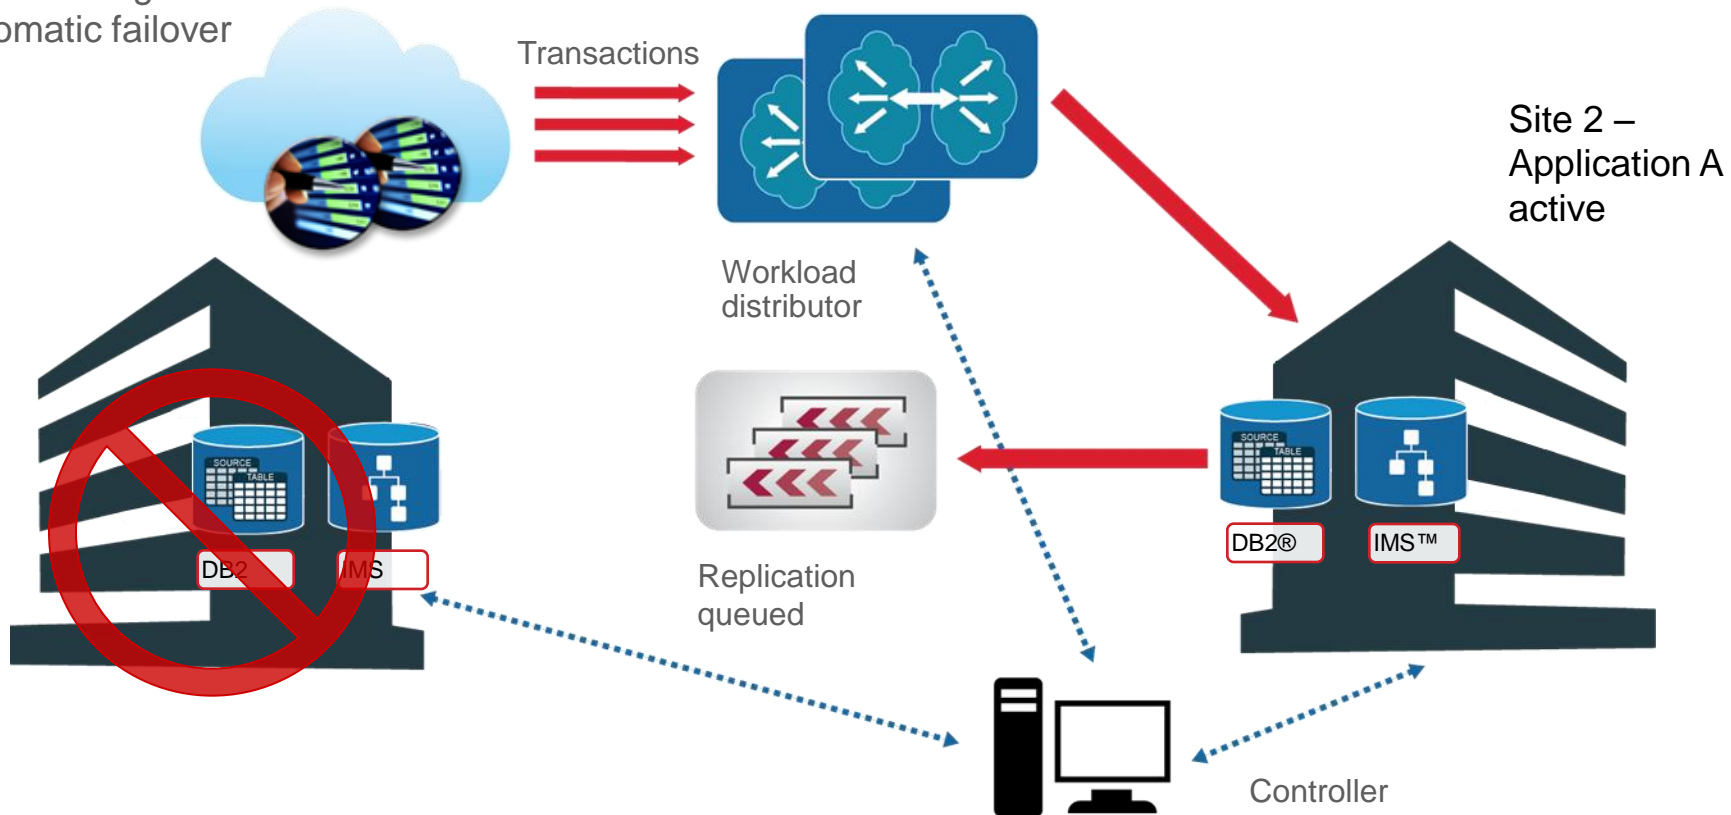 omatic failover
Transactions
Site 2 –
Application A
active
Workload
distributor
SOURCE
TABLE
DB2
IMS
Replication
queued
SOURCE
TABLE
DB2®
IMS™
Controller